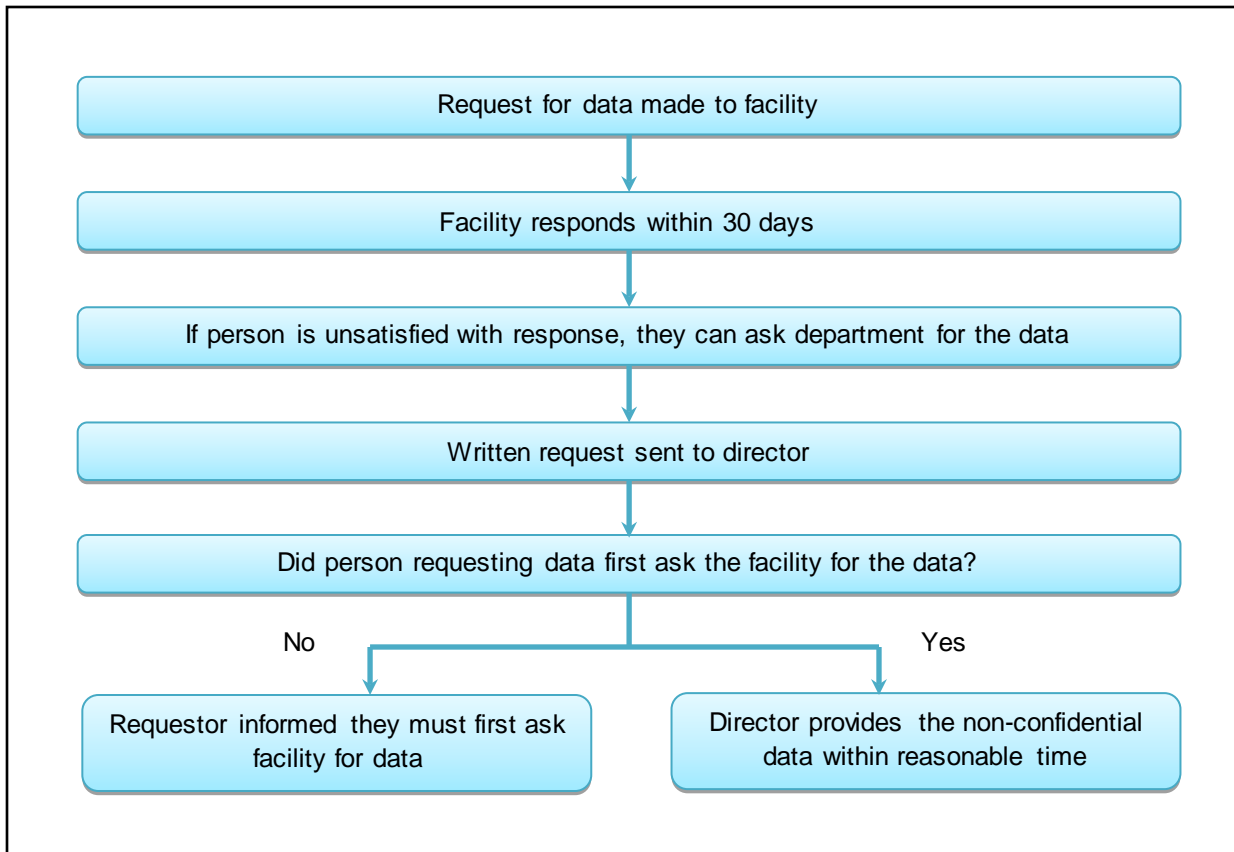 Request for data made to facility
Facility responds within 30 days
If person is unsatisfied with response, they can ask department for the data
Written request sent to director
Did person requesting data first ask the facility for the data?
No
Yes
Requestor informed they must first ask
facility for data
Director provides the non-confidential
data within reasonable time